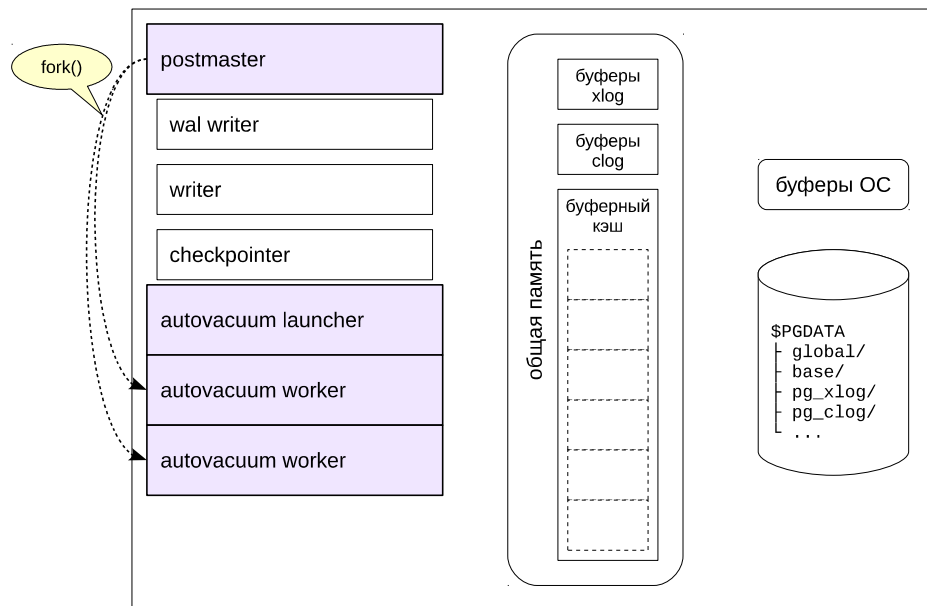 fork()
postmaster
wal writer
writer
checkpointer
autovacuum launcher
autovacuum worker
autovacuum worker
общая память
буферы
xlog
буферы
clog
буферный
кэш
буферы ОС
$PGDATA
global/
base/
pg_xlog/
pg_clog/
...